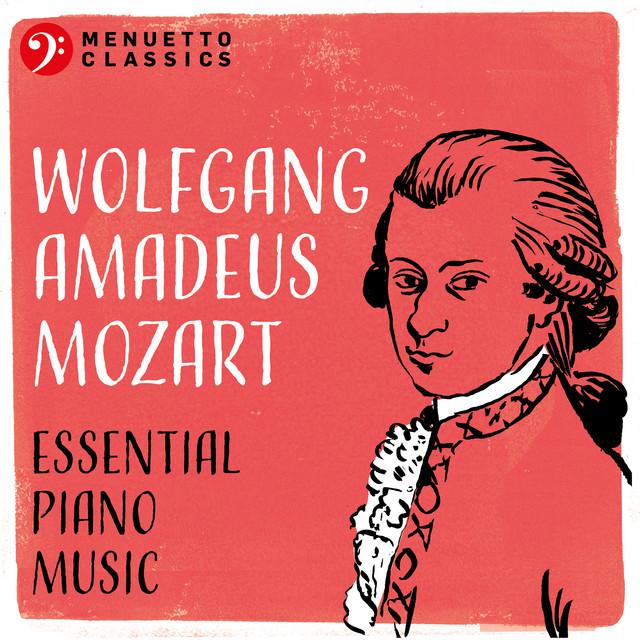 MENUETTO
CLASSICS
WOLFGANG
AMADEUS
MOZART
ESSENTIAL
PIANO
MUSIC